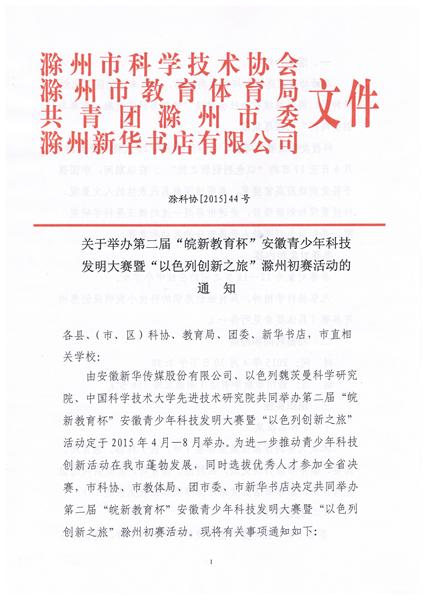 滁州市科学技术协会
滁州市教育体育局
共青团滁州市委
滁州新华书店有限公司
文件
滁科协[2015]44号
关于举办第二届“皖新教育杯”安徽青少年科技
发明大赛暨“以色列创新之旅”滁州初赛活动的
通 知
各县、（市、区）科协、教育局、团委、新华书店，市直相
关学校：
由安徽新华传媒股份有限公司、以色列魏茨曼科学研究
院、中国科学技术大学先进技术研究院共同举办第二届“皖
新教育杯”安徽青少年科技发明大赛暨“以色列创新之旅”
活动定于2015年4月—8月举办。为进一步推动青少年科技
创新活动在我市蓬勃发展，同时选拔优秀人才参加全省决
赛，市科协、市教体局、团市委、市新华书店决定共同举办
第二届“皖新教育杯”安徽青少年科技发明大赛暨“以色列
创新之旅”滁州初赛活动。现将有关事项通知如下：
1